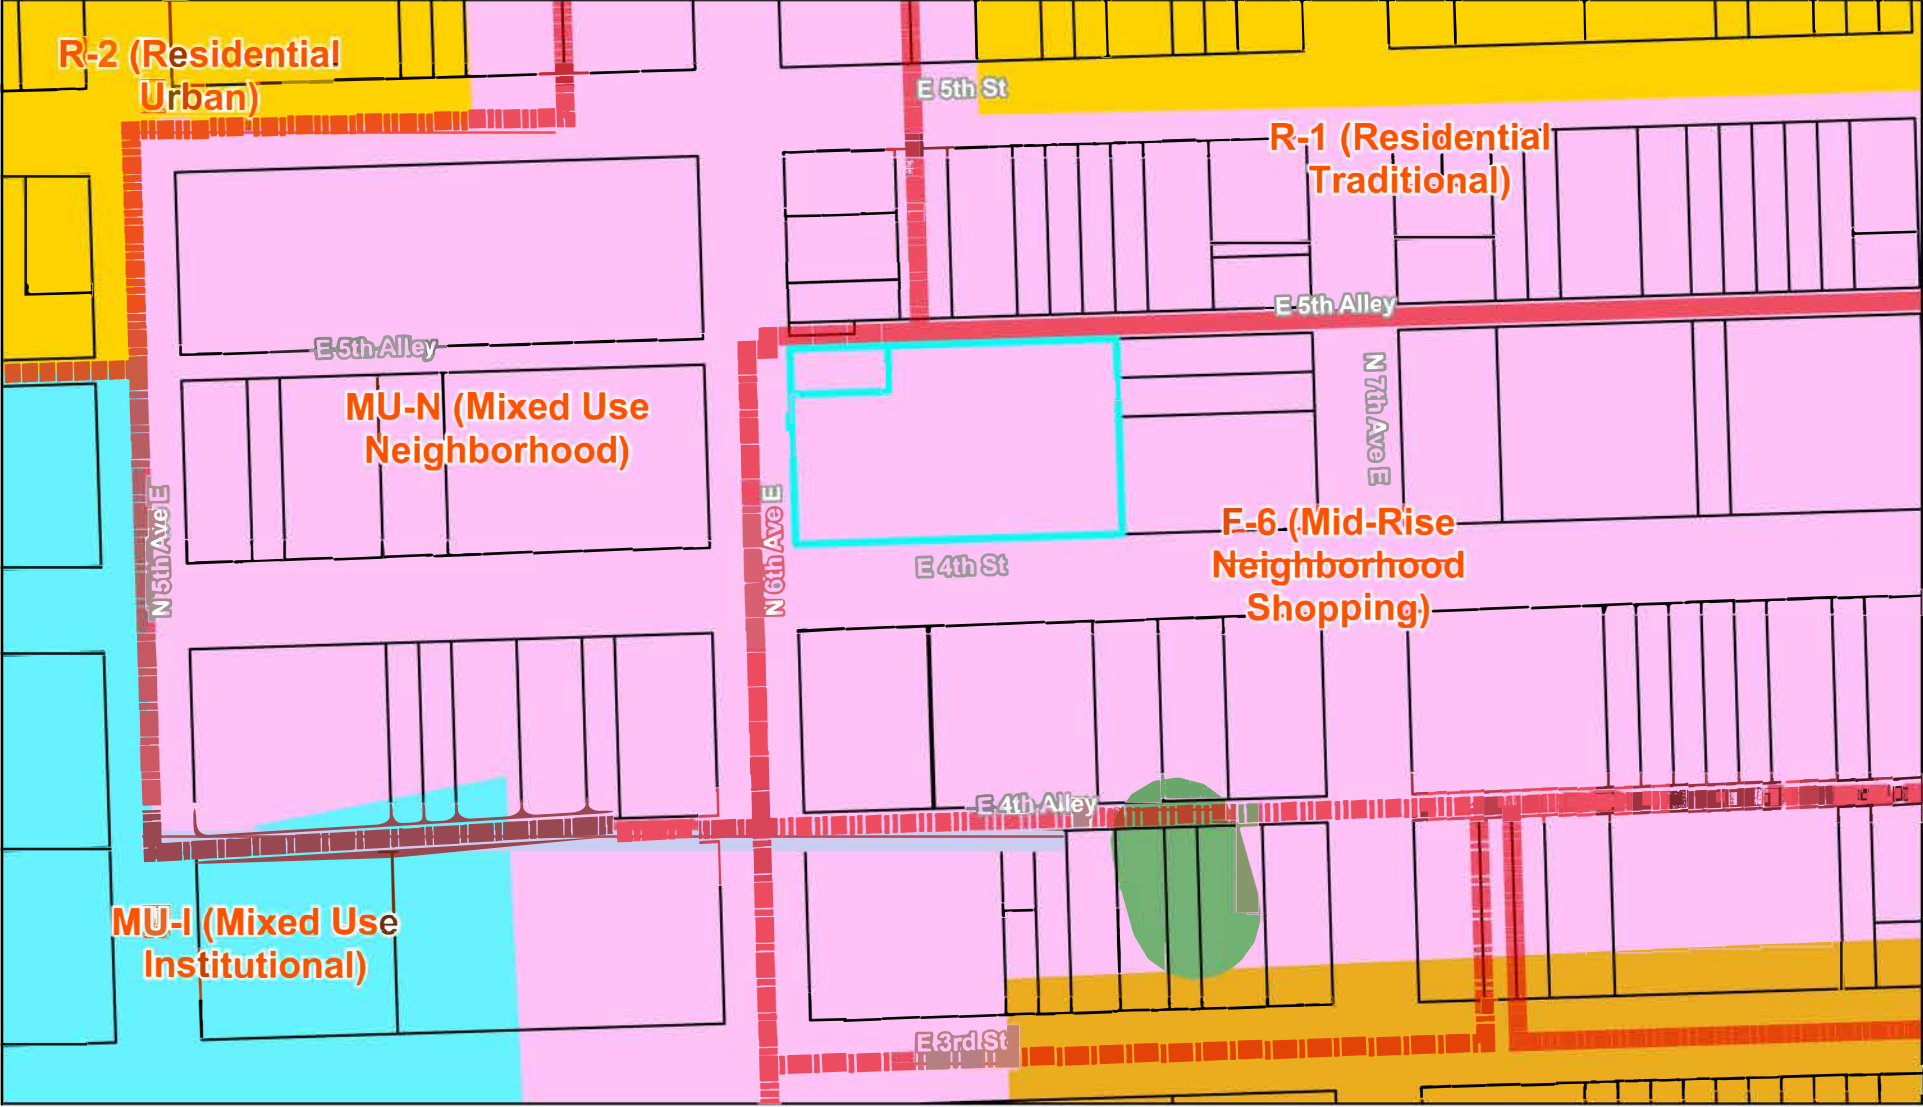 R-2 (Residential
Urban)
E 5th St
R-1 (Residential
Traditional)
E 5th Alley
E 5th Alley
N 7th Ave E
MU-N (Mixed Use
Neighborhood)
N 5th Ave E
N 6th Ave E
F-6 (Mid-Rise
Neighborhood
Shopping)
E 4th St
E 4th Alley
MU-I (Mixed Use
Institutional)
E 3rd St